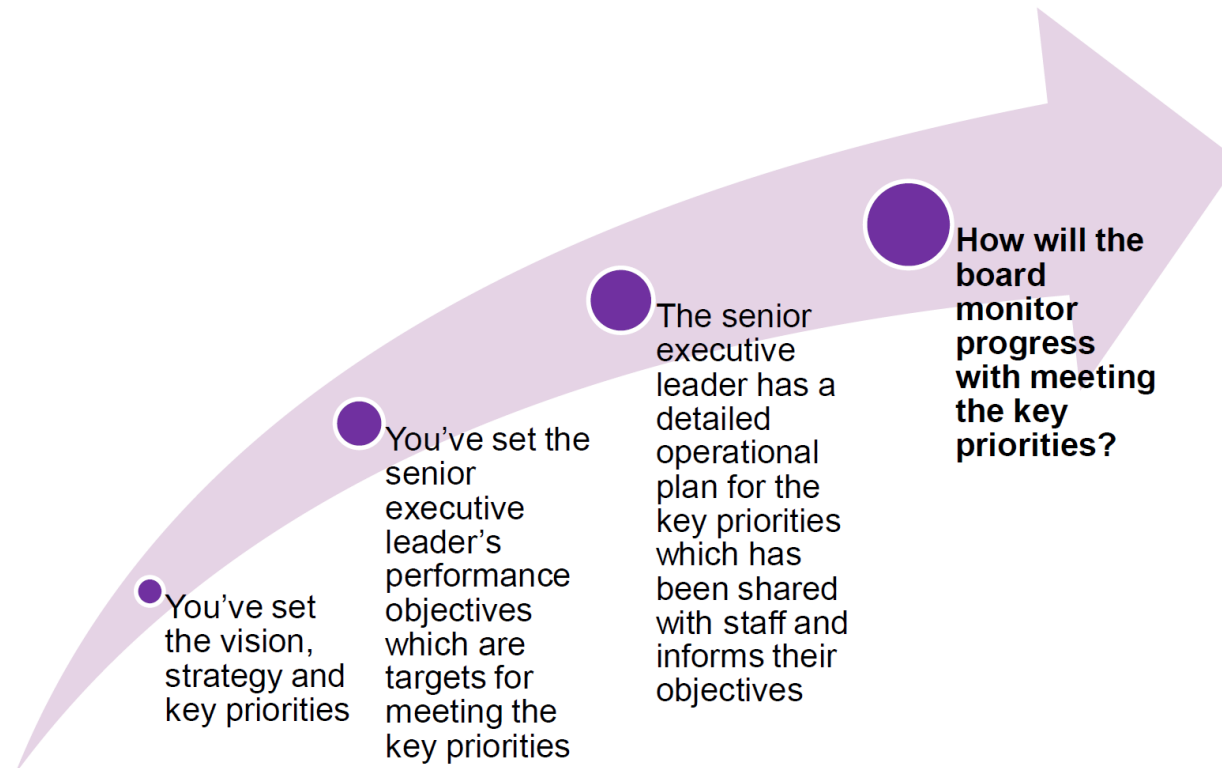 You’ve set
the vision,
strategy and
key priorities
You’ve set the
senior
executive
leader’s
performance
objectives
which are
targets for
meeting the
key priorities
The senior
executive
leader has a
detailed
operational
plan for the
key priorities
which has
been shared
with staff and
informs their
objectives
How will the
board
monitor
progress
with meeting
the key
priorities?